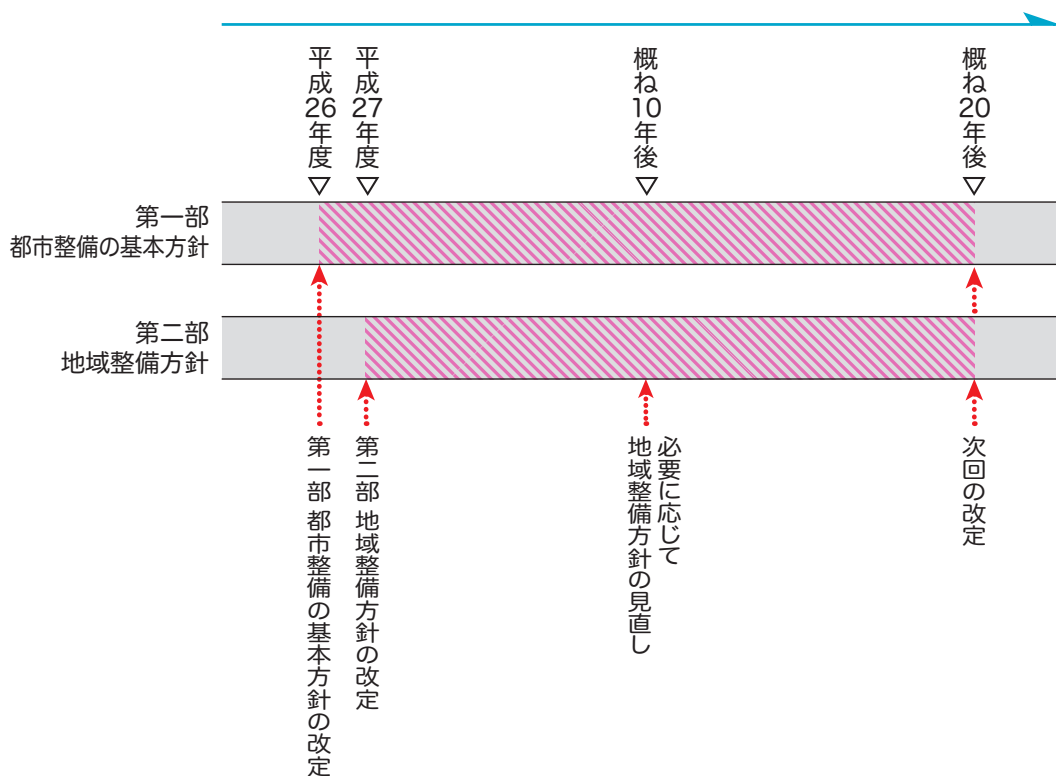 平成26年度
平成27年度
概ね10年後
概ね20年後
第一部
都市整備の基本方針
第二部
地域整備方針
第一部 都市整備の基本方針の改定
第二部 地域整備方針の改定
必要に応じて
地域整備方針の見直し
次回の改定